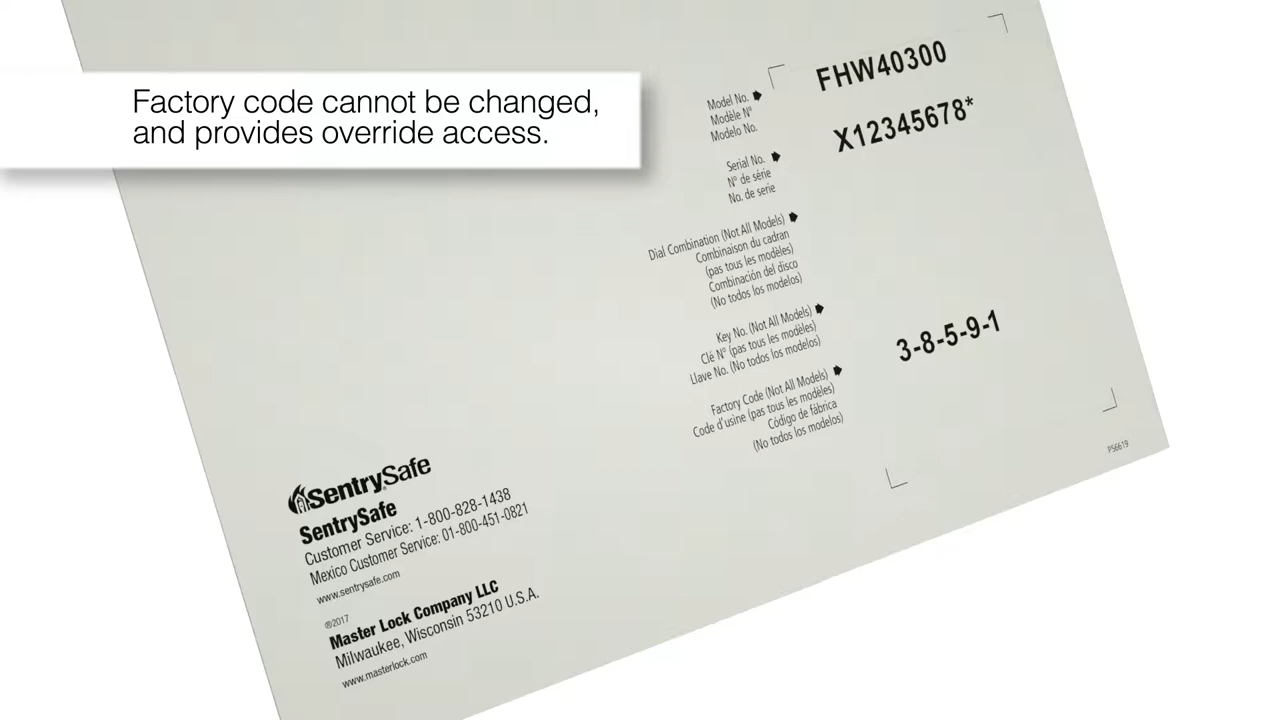 Factory code cannot be changed,
and provides override access.
Model No.
Modèle N°
Modelo No.
FHW40300
Serial No.
N° de série
No. de serie
X12345678*
Dial Combination (Not All Models)
Combinaison du cadran
(pas tous les modèles)
Combinación del disco
(No todos los modelos)
Key No. (Not All Models)
Clé N° (pas tous les modèles)
Llave No. (No todos los modelos)
Factory Code (Not All Models)
Code d'usine (pas tous les modèles)
Código de fábrica
(No todos los modelos)
3-8-5-9-1
P56619
SentrySafe
SentrySafe
Customer Service: 1-800-828-1438
Mexico Customer Service: 01-800-451-0821
www.sentrysafe.com
®2017
Master Lock Company LLC
Milwaukee, Wisconsin 53210 U.S.A.
www.masterlock.com